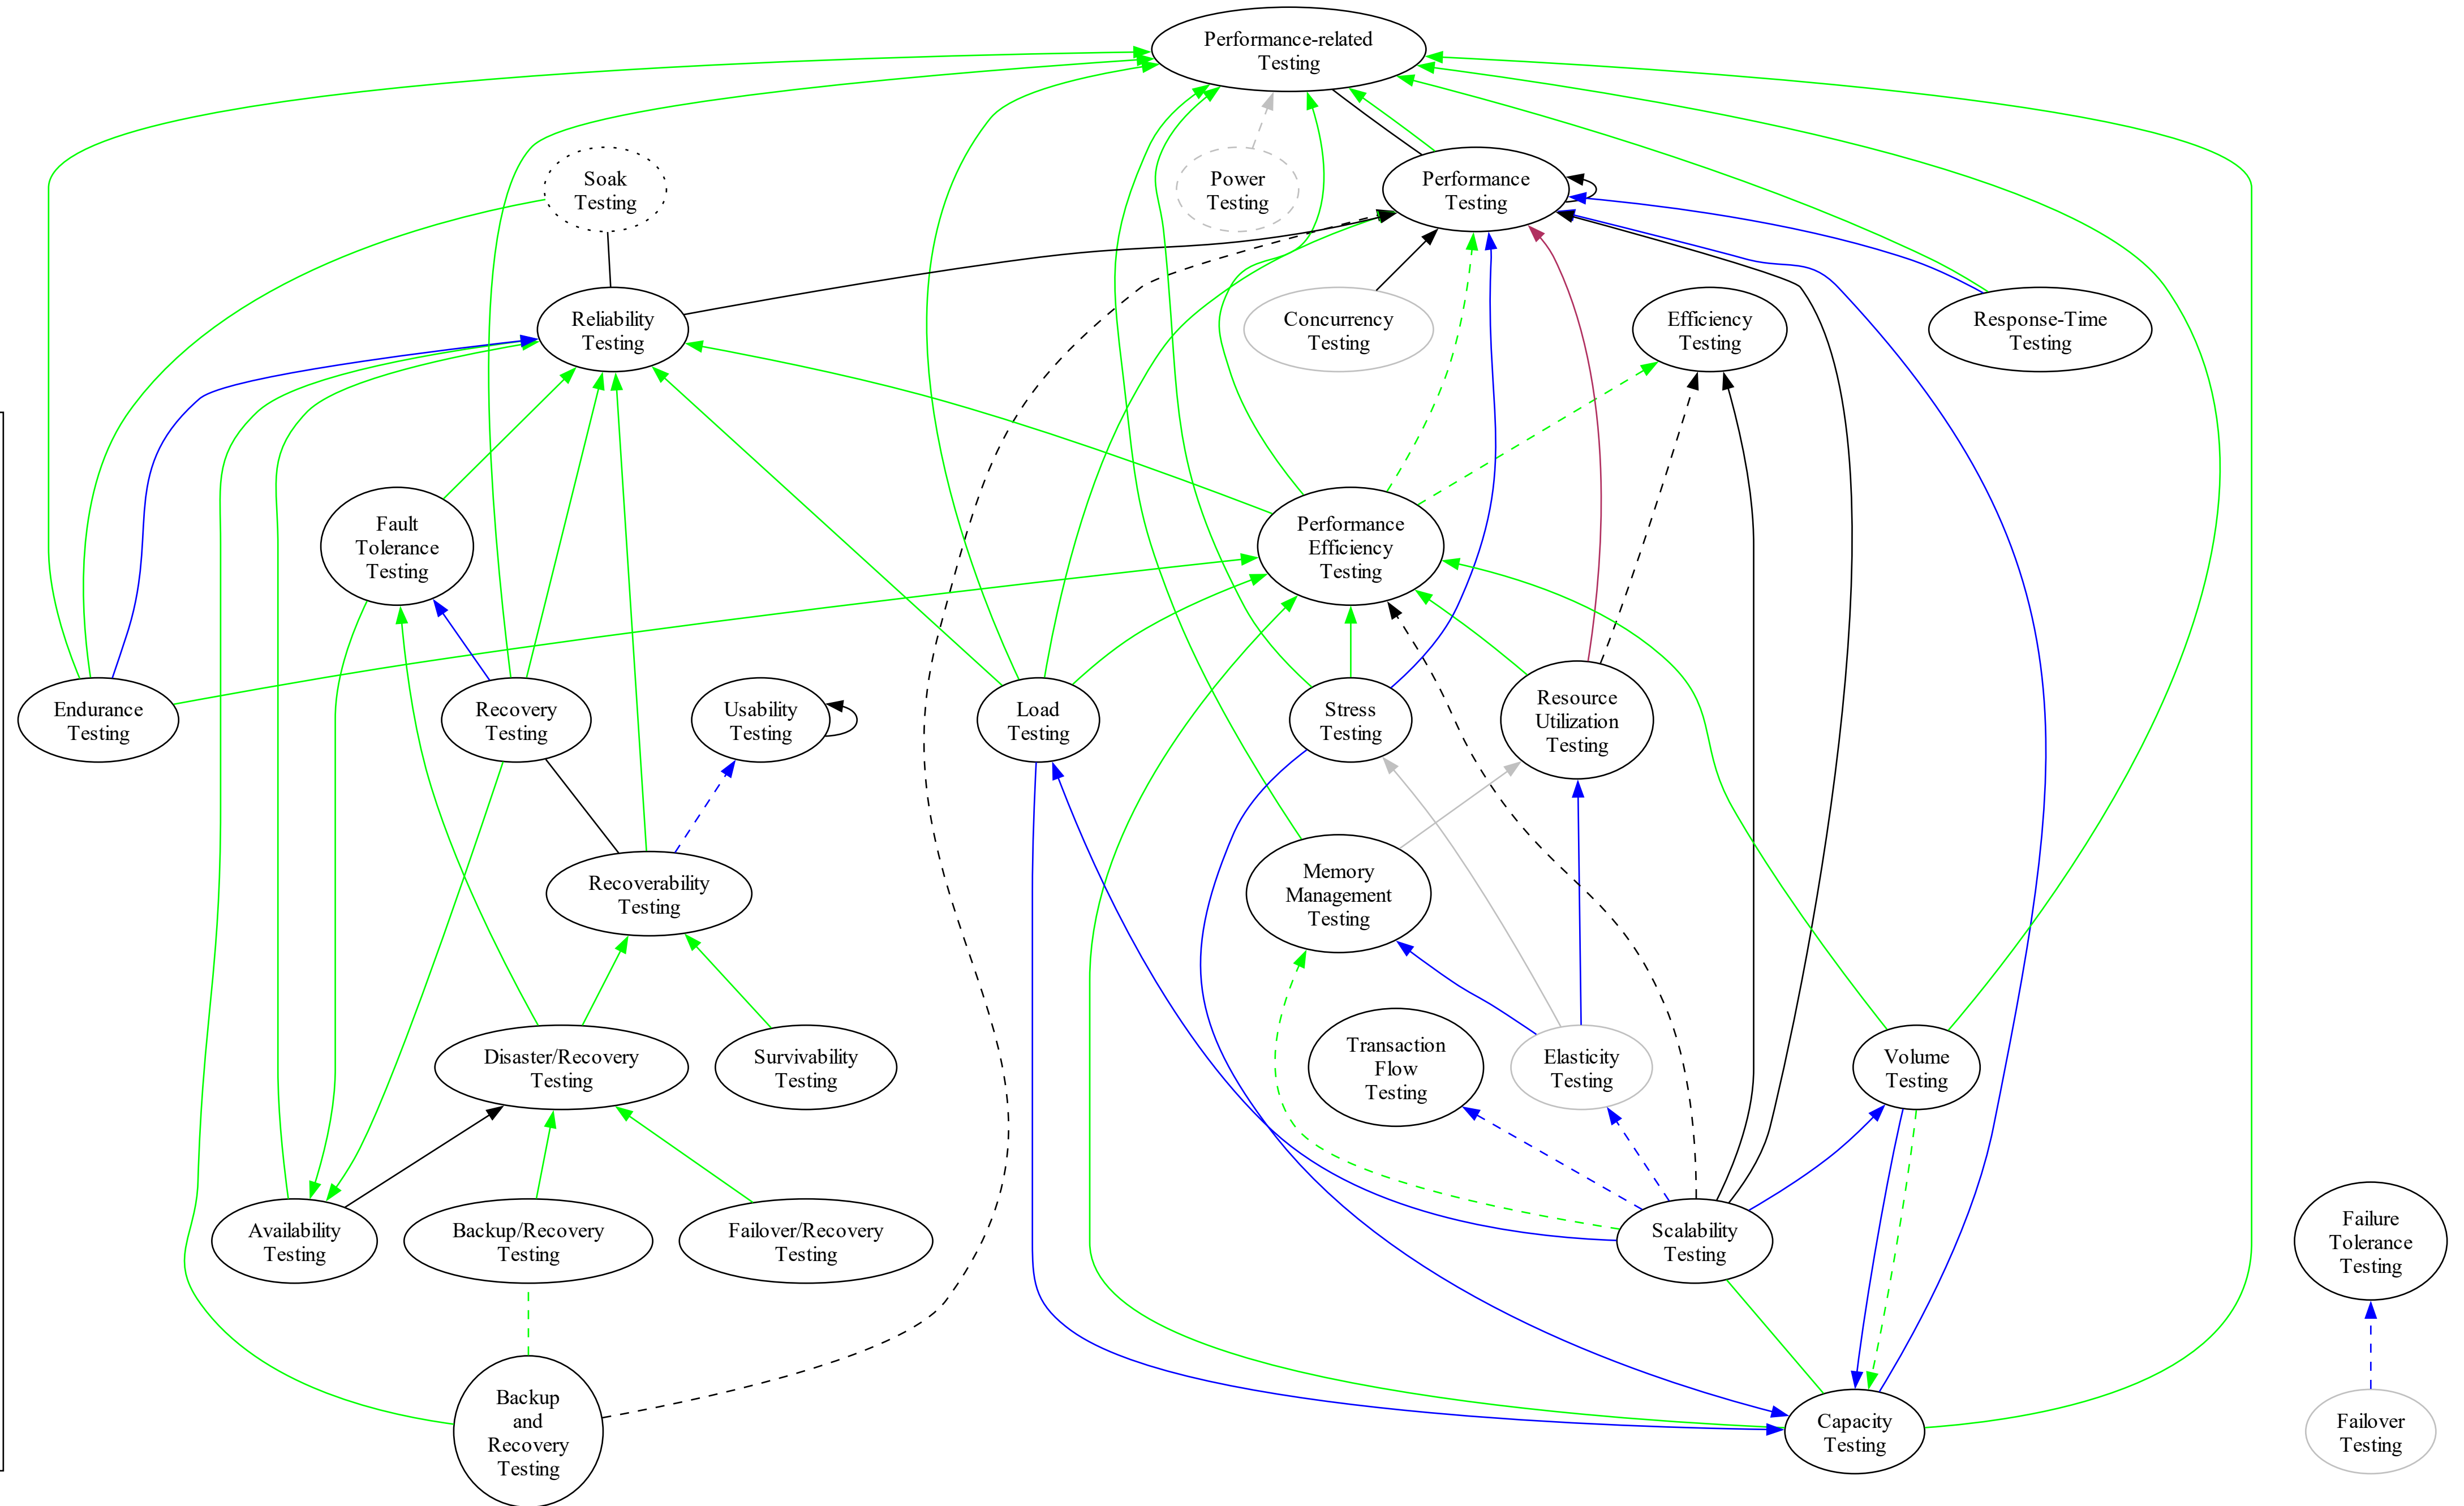 Performance-related
Testing
Soak
Testing
Power
Testing
Performance
Testing
Reliability
Testing
Concurrency
Testing
Efficiency
Testing
Response-Time
Testing
Fault
Tolerance
Testing
Performance
Efficiency
Testing
Endurance
Testing
Recovery
Testing
Usability
Testing
Load
Testing
Stress
Testing
Resource
Utilization
Testing
Recoverability
Testing
Memory
Management
Testing
Disaster/Recovery
Testing
Survivability
Testing
Transaction
Flow
Testing
Elasticity
Testing
Volume
Testing
Availability
Testing
Backup/Recovery
Testing
Failover/Recovery
Testing
Scalability
Testing
Failure
Tolerance
Testing
Backup
and
Recovery
Testing
Capacity
Testing
Failover
Testing